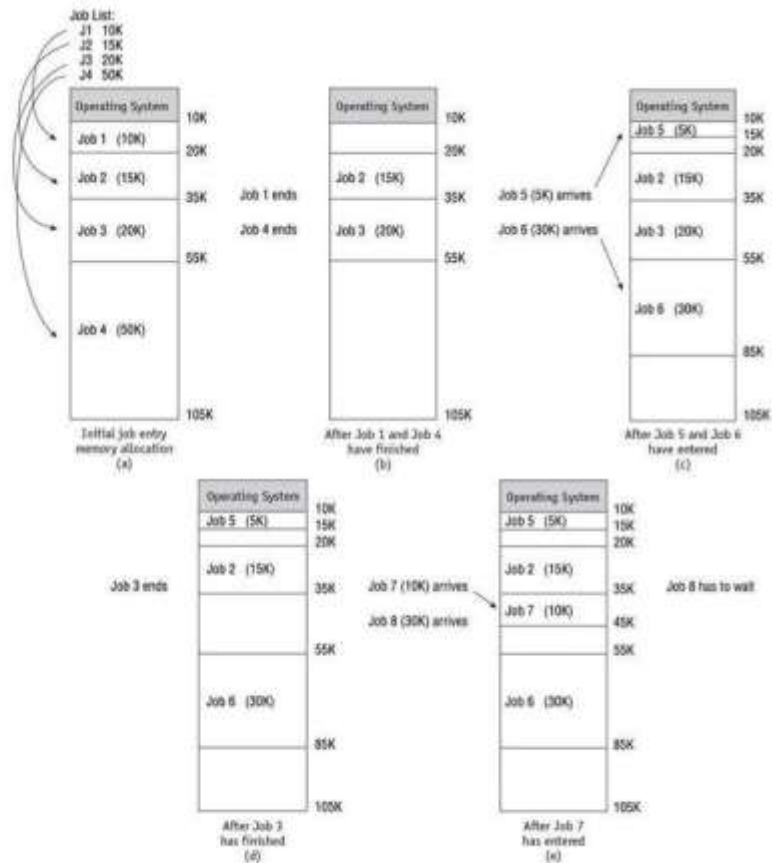 Job List:
J1 10K
J2 15K
J3 20K
J4 50K
Operating System
10K
Job 1 (10K)
20K
Job 2 (15K)
35K
Job 3 (20K)
55K
Job 4 (50K)
105K
Initial job entry
memory allocation
(a)
Job 1 ends
Job 4 ends
Operating System
10K
20K
Job 2 (15K)
35K
Job 3 (20K)
55K
105K
After Job 1 and Job 4
have finished
(b)
Job 5 (5K) arrives
Job 6 (30K) arrives
Operating System
10K
Job 5 (5K)
15K
20K
Job 2 (15K)
35K
Job 3 (20K)
55K
Job 6 (30K)
85K
105K
After Job 5 and Job 6
have entered
(c)
Job 3 ends
Operating System
10K
Job 5 (5K)
15K
20K
Job 2 (15K)
35K
55K
Job 6 (30K)
85K
105K
After Job 3
has finished
(d)
Job 7 (10K) arrives
Job 8 (30K) arrives
Operating System
10K
Job 5 (5K)
15K
20K
Job 2 (15K)
35K
Job 7 (10K)
45K
55K
Job 6 (30K)
85K
105K
After Job 7
has entered
(e)
Job 8 has to wait